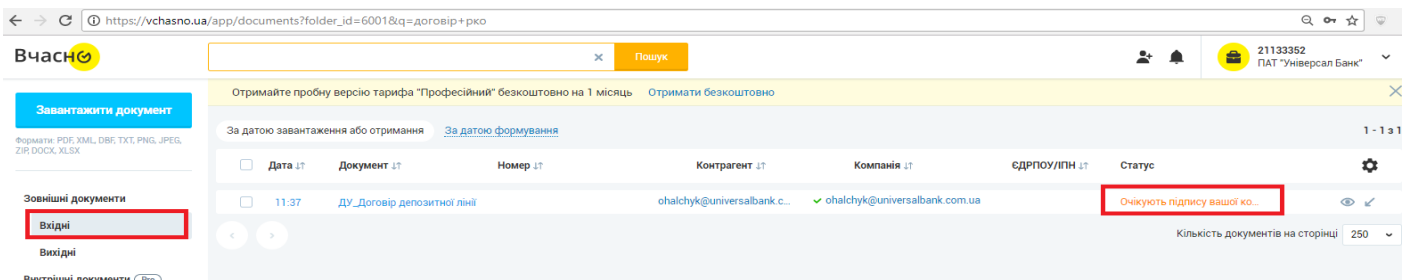 https://vchasno.ua/app/documents?folder_id=6001&q=договір+рко
Вчасно
Пошук
21133352
ПАТ "Універсал Банк"
Завантажити документ
Формати: PDF, XML, DBF, TXT, PNG, JPEG,
ZIP, DOCX, XLSX
Зовнішні документи
Вхідні
Вихідні
Внутрішні документи Pro
Отримайте пробну версію тарифа "Професійний" безкоштовно на 1 місяць Отримати безкоштовно
За датою завантаження або отримання За датою формування
1 - 1 з 1
Дата Документ Номер Контрагент Компанія ЄДРПОУ/ІПН Статус
11:37 ДУ_Договір депозитної лінії ohalchyk@universalbank.c... ohalchyk@universalbank.com.ua Очікують підпису вашої ко...
Кількість документів на сторінці 250